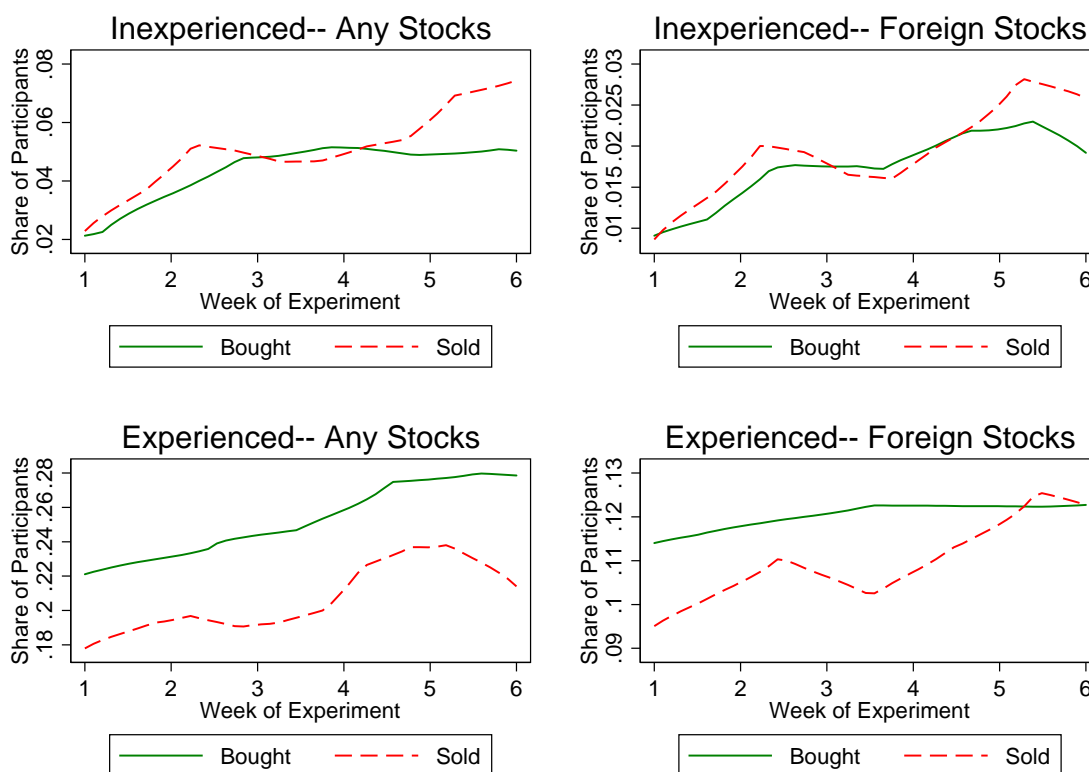 Inexperienced-- Any Stocks
Share of Participants
.02 .04 .06 .08
1 2 3 4 5 6
Week of Experiment
Bought Sold
Inexperienced-- Foreign Stocks
Share of Participants
.01 .015 .02 .025 .03
1 2 3 4 5 6
Week of Experiment
Bought Sold
Experienced-- Any Stocks
Share of Participants
.18 .2 .22 .24 .26 .28
1 2 3 4 5 6
Week of Experiment
Bought Sold
Experienced-- Foreign Stocks
Share of Participants
.09 .1 .11 .12 .13
1 2 3 4 5 6
Week of Experiment
Bought Sold